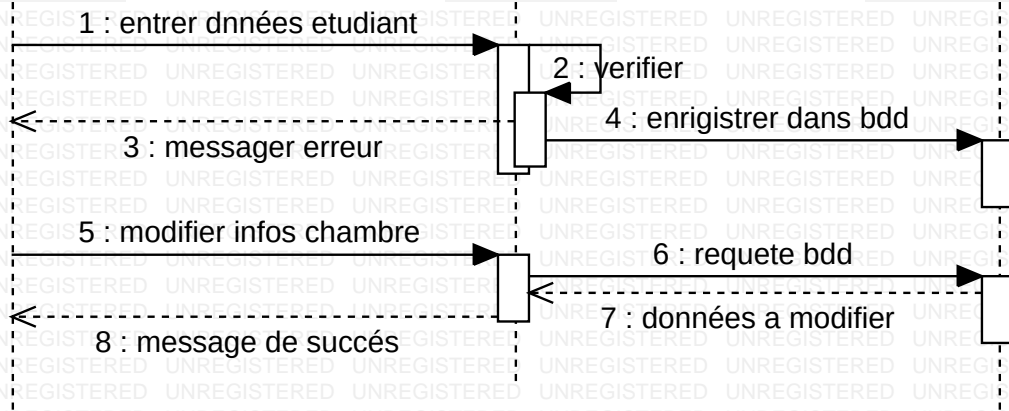 1 : entrer dnnées etudiant
2 : verifier
4 : enrigistrer dans bdd
3 : messager erreur
5 : modifier infos chambre
6 : requete bdd
7 : données a modifier
8 : message de succés